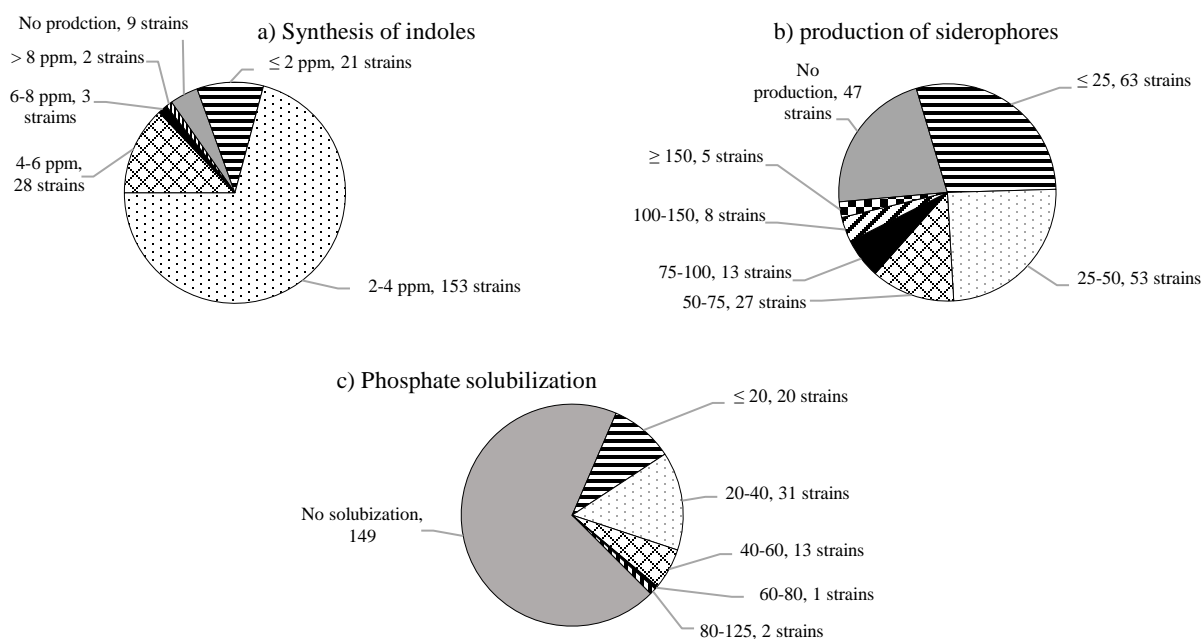 a) Synthesis of indoles
No prodction, 9 strains
> 8 ppm, 2 strains
6-8 ppm, 3
straims
4-6 ppm,
28 strains
≤ 2 ppm, 21 strains
2-4 ppm, 153 strains
b) production of siderophores
No
production, 47
strains
≥ 150, 5 strains
100-150, 8 strains
75-100, 13 strains
50-75, 27 strains
≤ 25, 63 strains
25-50, 53 strains
c) Phosphate solubilization
No solubization,
149
≤ 20, 20 strains
20-40, 31 strains
40-60, 13 strains
60-80, 1 strains
80-125, 2 strains